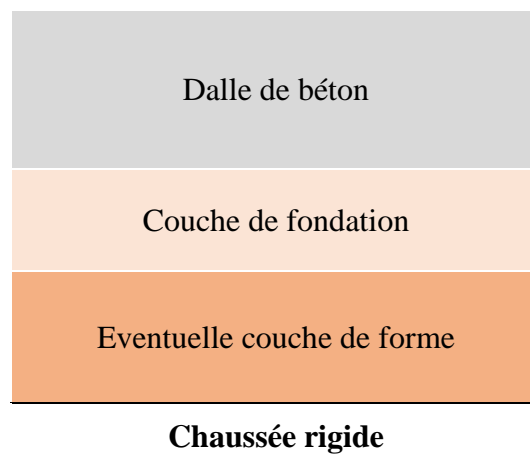 Dalle de béton
Couche de fondation
Eventuelle couche de forme
Chaussée rigide